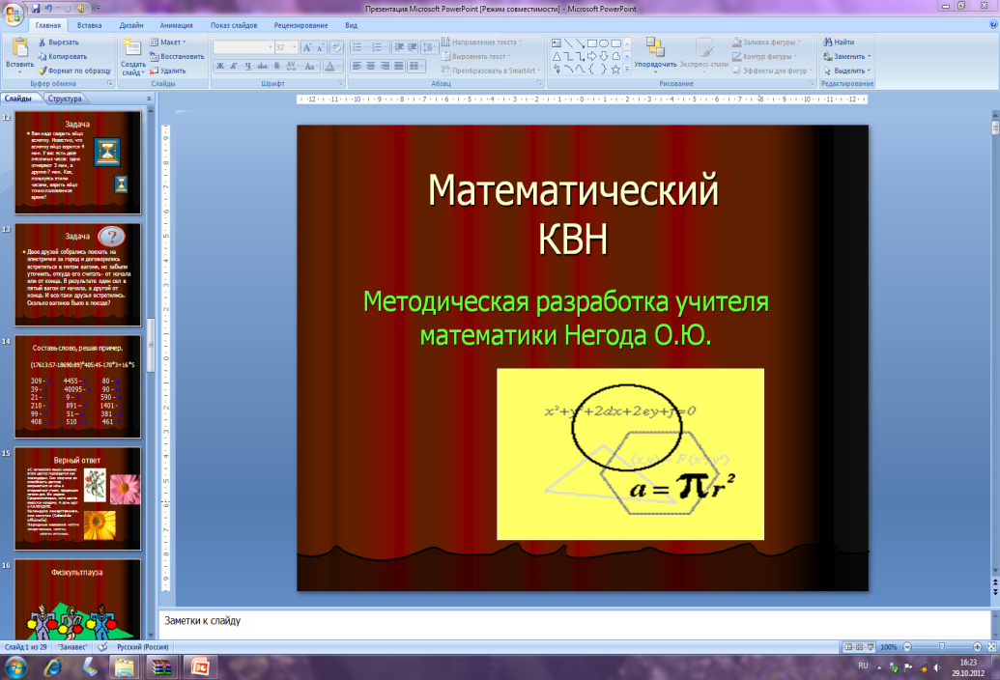 Презентация Microsoft PowerPoint [Режим совместимости] - Microsoft PowerPoint
Главная Вставка Дизайн Анимация Показ слайдов Рецензирование Вид
Вставить
Вырезать
Копировать
Формат по образцу
Буфер обмена
Создать слайд
Макет
Восстановить
Удалить
Слайды
32
Ж К Ч abc S AV Aa A
Шрифт
Направление текста
Выровнять текст
Преобразовать в SmartArt
Абзац
Упорядочить
Экспресс-стили
Заливка фигуры
Контур фигуры
Эффекты для фигур
Рисование
Найти
Заменить
Выделить
Редактирование
Слайды Структура
12
Задача
Вам надо сварить яйцо
всмятку. Известно, что
всмятку яйцо варится 4
мин. У вас есть двое
песочных часов: одни
отмеряют 3 мин, а
другие-7 мин. Как,
пользуясь этими
часами, варить яйцо
точно положенное
время?
13
Задача
?
Двое друзей собрались поехать на
электричке за город и договорились
встретиться в пятом вагоне, но забыли
уточнить, откуда его считать- от начала
или от конца. В результате один сел в
пятый вагон от начала, а другой от
конца. И все-таки друзья встретились.
Сколько вагонов было в поезде?
14
Составь слово, решая пример.
(17613:57-18690:89)*405:45-170*3+16*5
309 - 4455 - 80 -
39 - 40095 - 90 -
21 - 9 - 590 -
210 - 891 - 1401 -
99 - 51 - 381
408 510 461
15
Верный ответ
16
Физкультпауза
Математический
КВН
Методическая разработка учителя
математики Негода О.Ю.
x²+y²+2dx+2ey+f=0
a = πr²
Заметки к слайду
Слайд 1 из 29 "Занавес" Русский (Россия) 100%
RU 16:23
29.10.2012